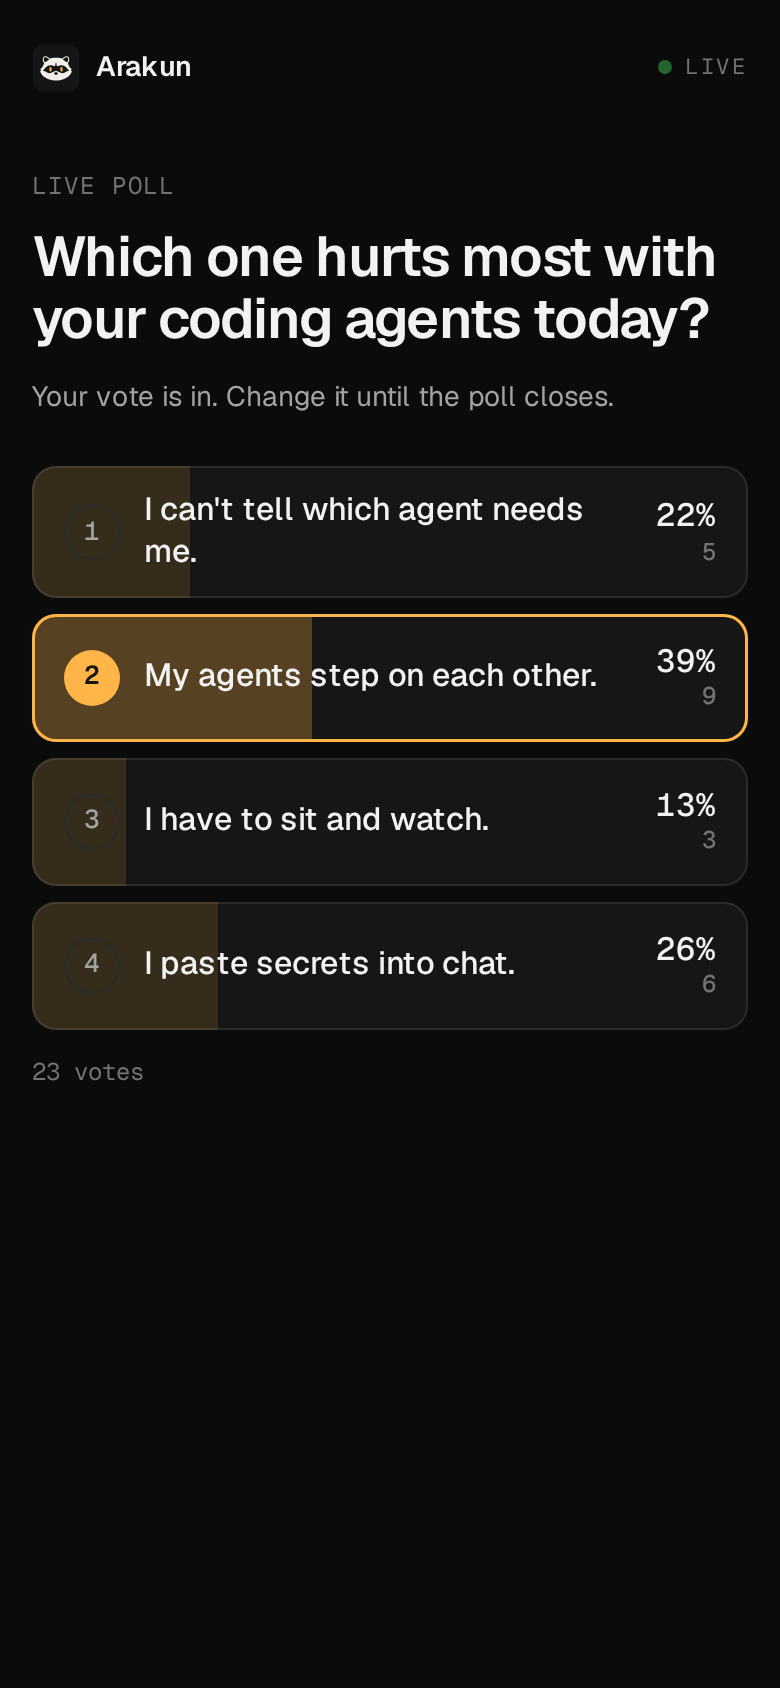 Arakun
LIVE
LIVE POLL
Which one hurts most with
your coding agents today?
Your vote is in. Change it until the poll closes.
1
I can't tell which agent needs
me.
22%
5
2
My agents step on each other.
39%
9
3
I have to sit and watch.
13%
3
4
I paste secrets into chat.
26%
6
23 votes